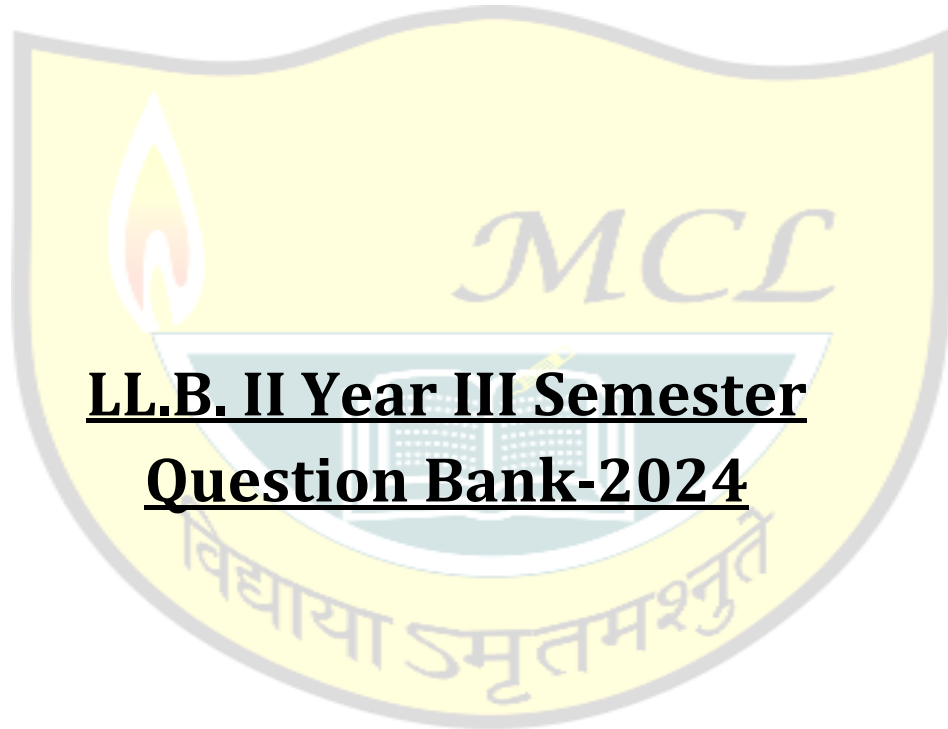 MCL
LL.B. II Year III Semester
Question Bank-2024
विद्याया ऽमृतमश्नुते